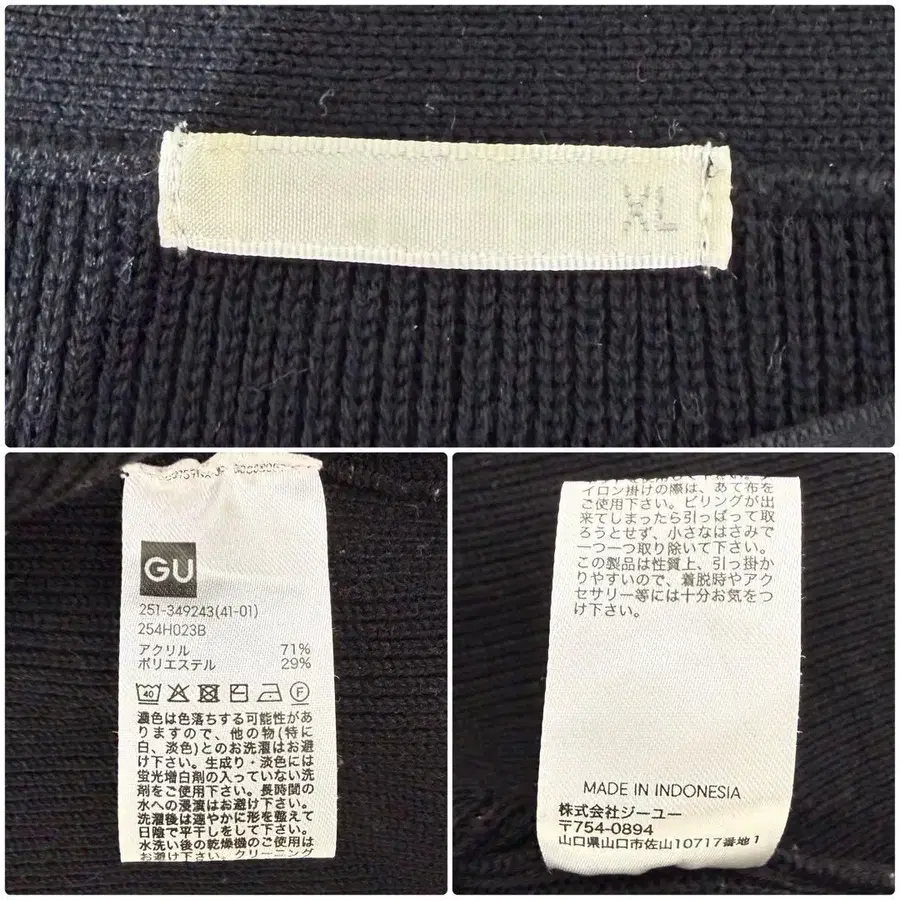 XL
GU
251-349243(41-01)
254H023B
アクリル 71%
ポリエステル 29%
40
F
濃色は色落ちする可能性があ
りますので、他の物(特に
白、淡色)とのお洗濯はお避
け下さい。生成り・淡色には
蛍光増白剤の入っていない洗
剤をご使用下さい。長時間の
水への浸漬はお避け下さい。
洗濯後は速やかに形を整えて
日陰で平干しをして下さい。
水洗い後の乾燥機のご使用は
お避け下さい。クリーニング
イロン掛けの際は、あて布を
ご使用下さい。ピリングが出
来てしまったら引っぱって取
ろうとせず、小さなはさみで
一つ一つ取り除いて下さい。
この製品は性質上、引っ掛か
りやすいので、着脱時やアク
セサリー等には十分お気をつ
け下さい。
MADE IN INDONESIA
株式会社ジーユー
〒754-0894
山口県山口市佐山10717番地1